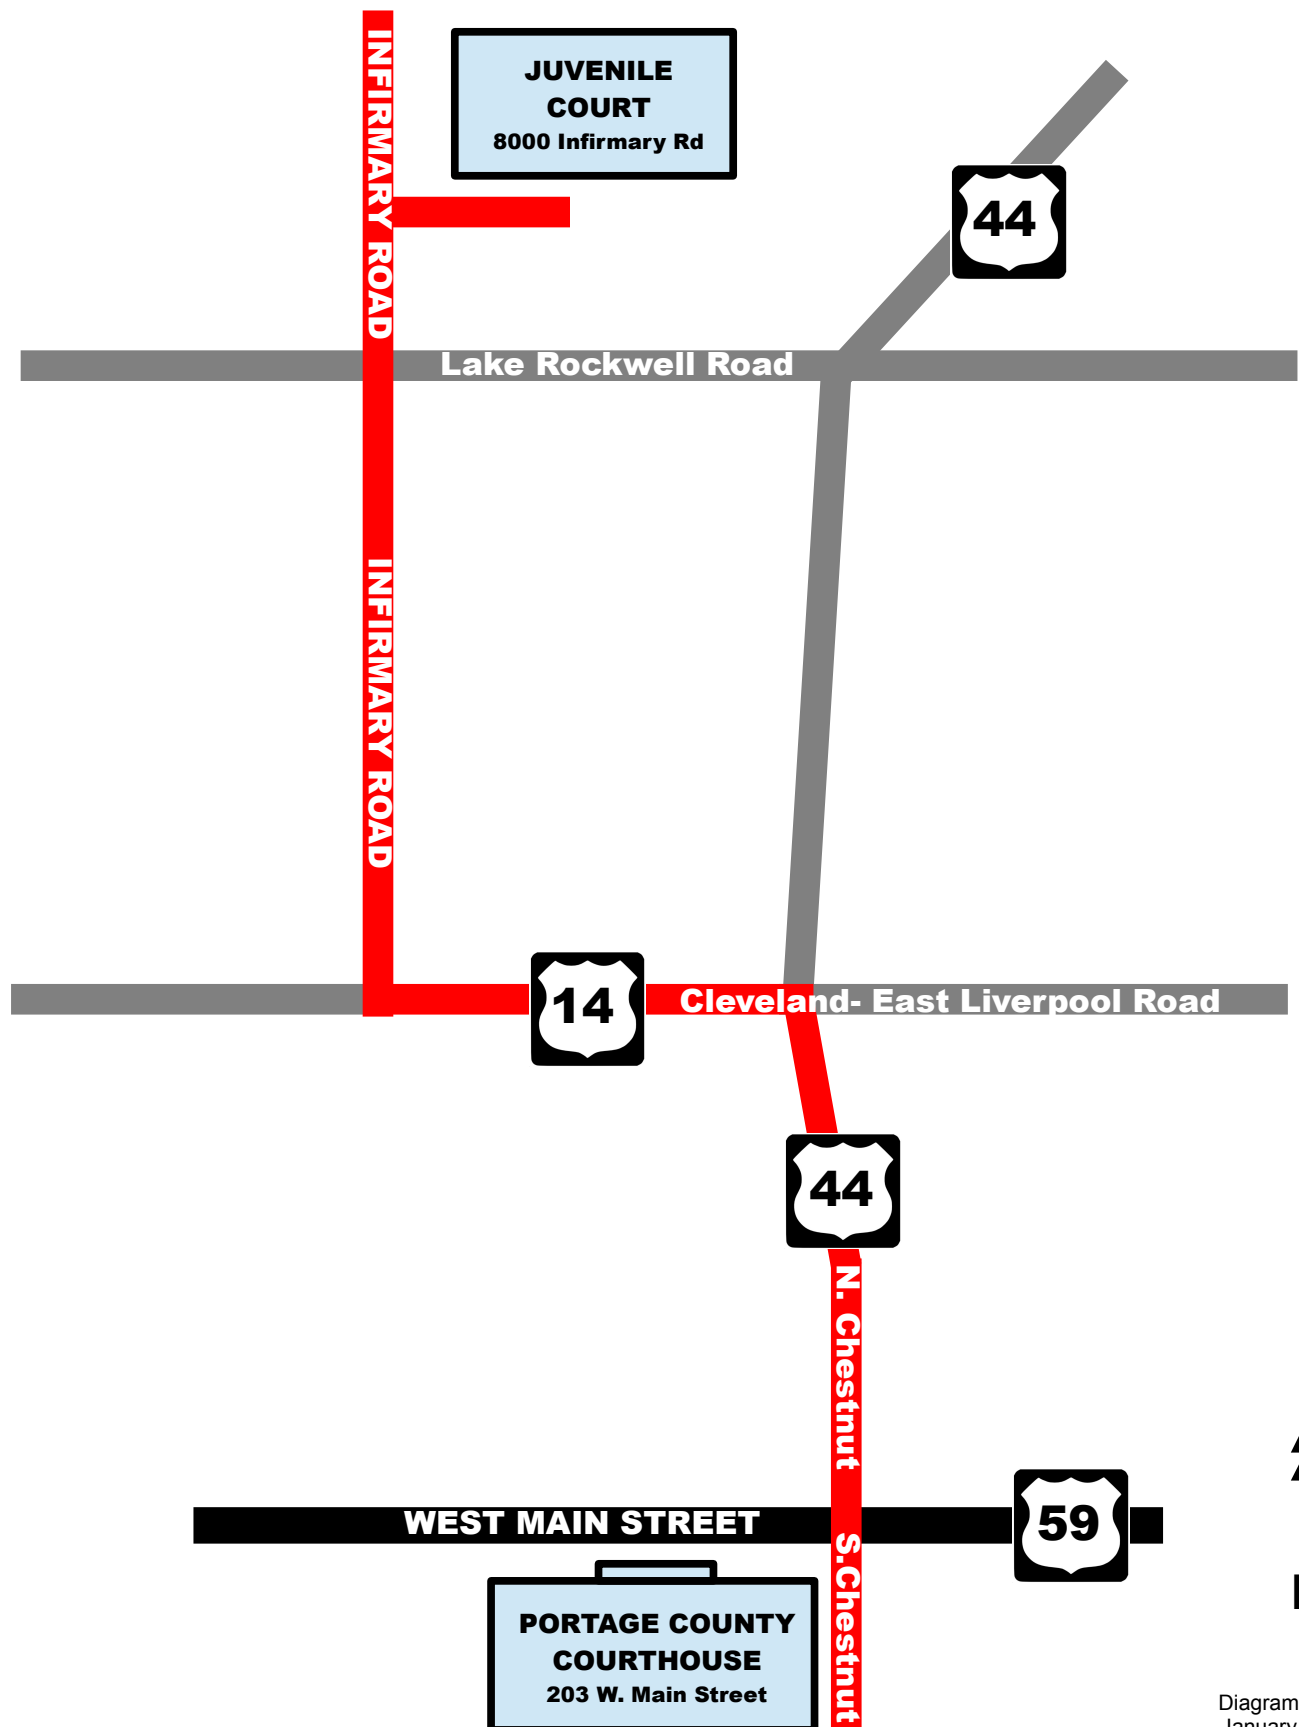 INFIRMARY ROAD
JUVENILE
COURT
8000 Infirmary Rd
44
Lake Rockwell Road
INFIRMARY ROAD
14
Cleveland- East Liverpool Road
44
N. Chestnut
WEST MAIN STREET
59
S.Chestnut
PORTAGE COUNTY
COURTHOUSE
203 W. Main Street
Diagram
January